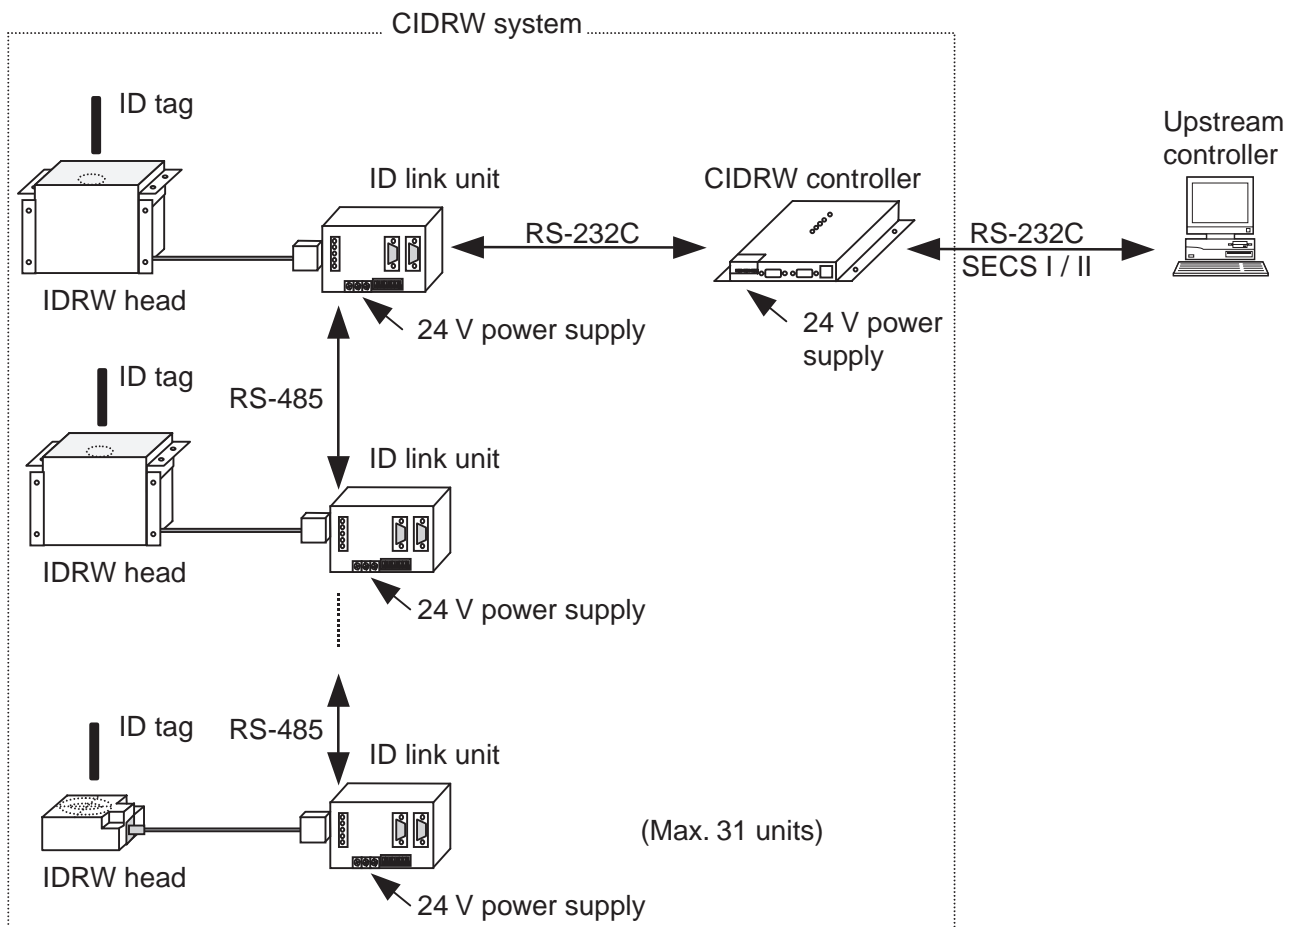 CIDRW system
ID tag
Upstream
controller
ID link unit
CIDRW controller
RS-232C
RS-232C
SECS I / II
IDRW head
24 V power supply
24 V power
supply
ID tag
RS-485
ID link unit
IDRW head
24 V power supply
ID tag
RS-485
ID link unit
(Max. 31 units)
IDRW head
24 V power supply